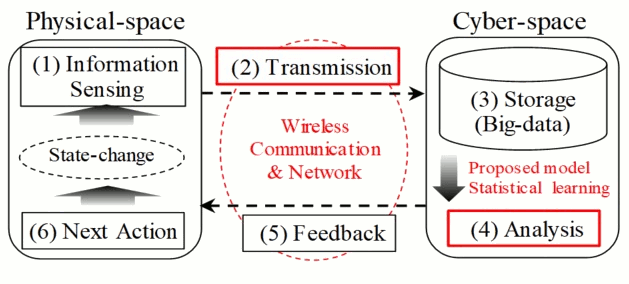 Physical-space
Cyber-space
(1) Information
Sensing
(2) Transmission
(3) Storage
(Big-data)
Wireless
Communication
& Network
State-change
Proposed model
Statistical learning
(6) Next Action
(5) Feedback
(4) Analysis